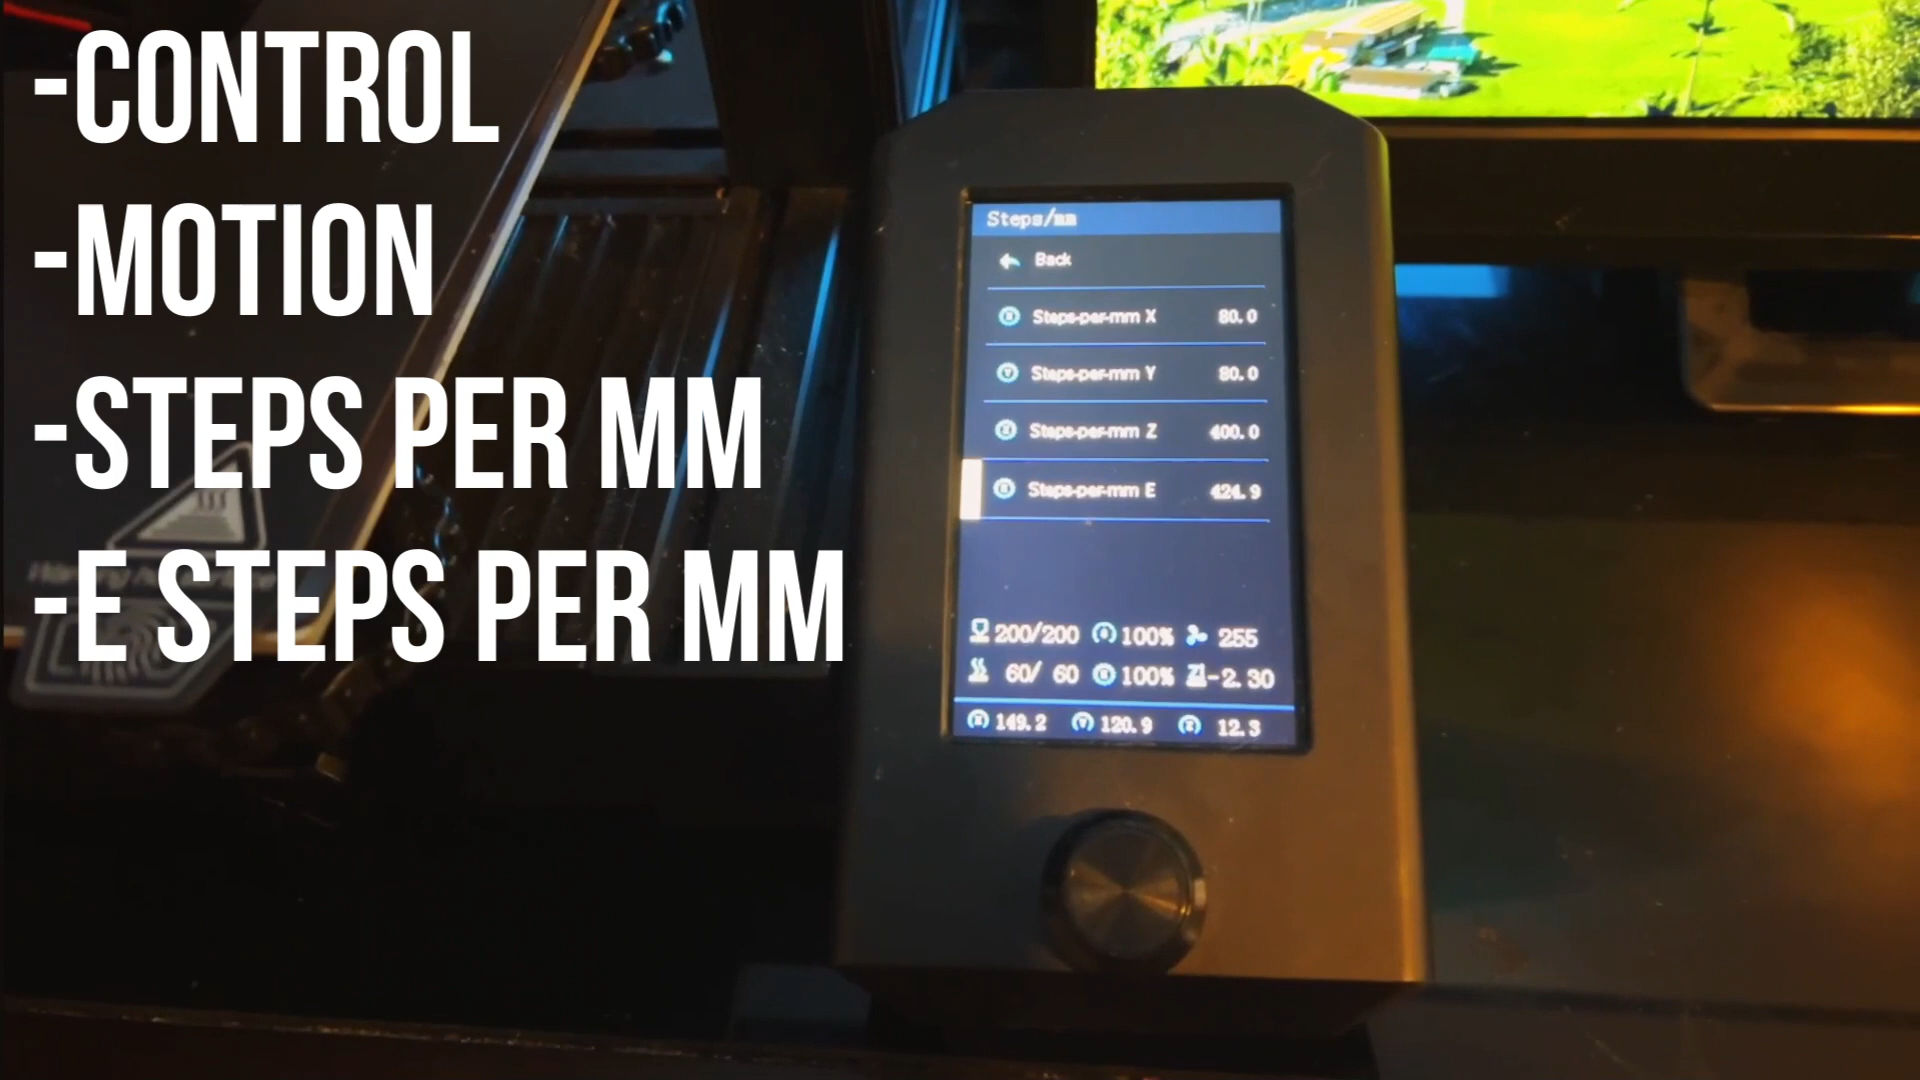 -CONTROL
-MOTION
-STEPS PER MM
-E STEPS PER MM
Steps/mm
Back
Steps-per-mm X 80.0
Steps-per-mm Y 80.0
Steps-per-mm Z 400.0
Steps-per-mm E 424.9
200/200 100% 255
60/ 60 100% -2.30
149.2 120.9 12.3